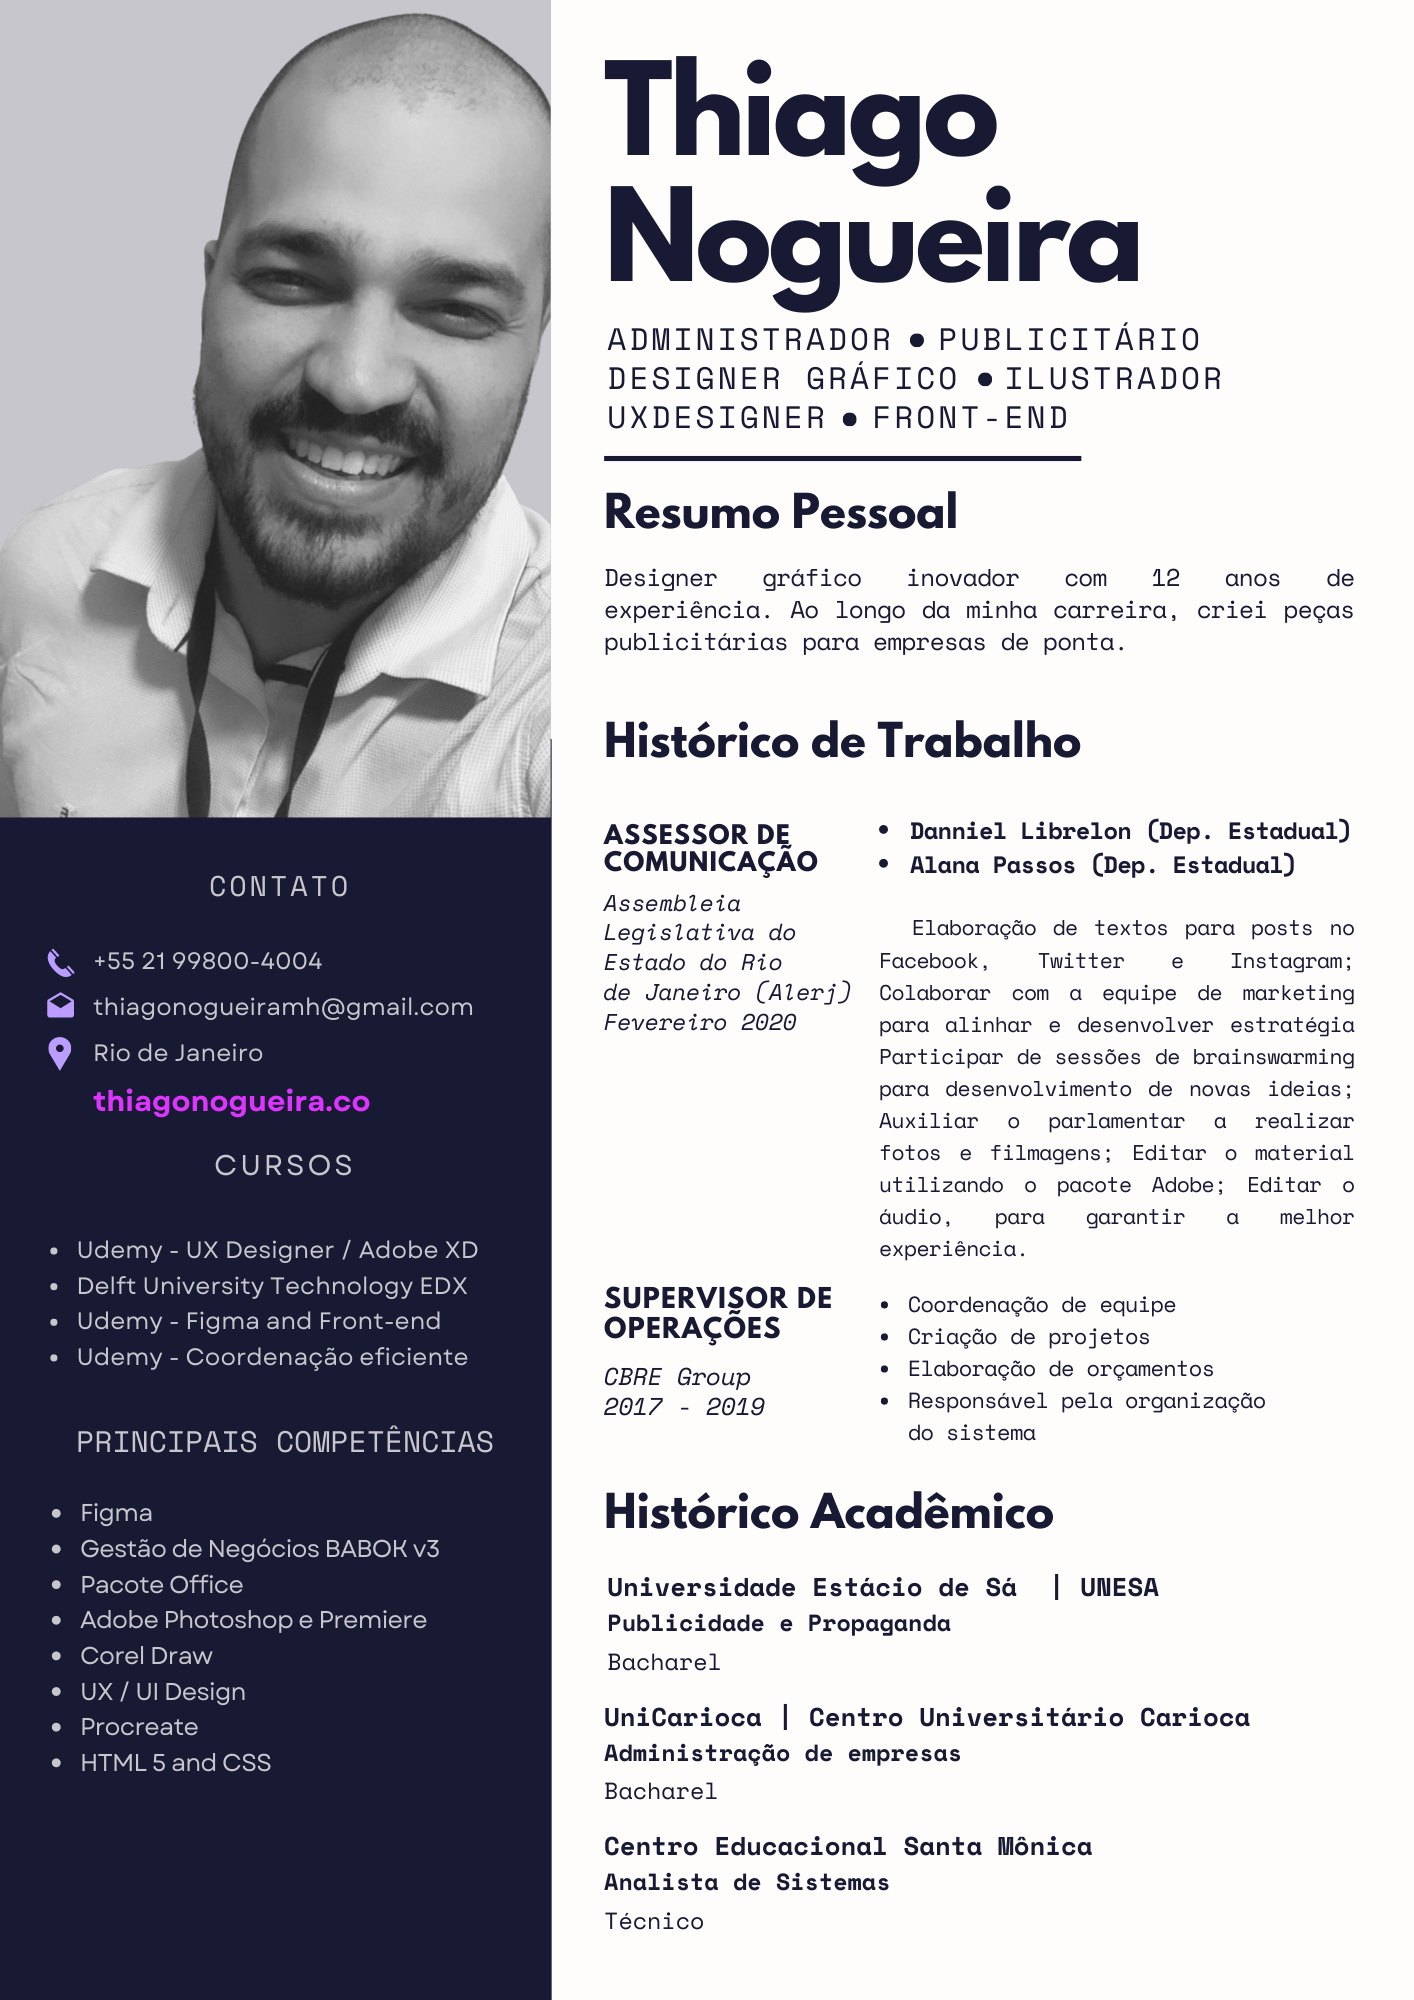 Thiago
Nogueira
ADMINISTRADOR • PUBLICITÁRIO
DESIGNER GRÁFICO • ILUSTRADOR
UXDESIGNER • FRONT-END
Resumo Pessoal
Designer gráfico inovador com 12 anos de
experiência. Ao longo da minha carreira, criei peças
publicitárias para empresas de ponta.
Histórico de Trabalho
ASSESSOR DE
COMUNICAÇÃO
Assembleia
Legislativa do
Estado do Rio
de Janeiro (Alerj)
Fevereiro 2020
• Danniel Librelon (Dep. Estadual)
• Alana Passos (Dep. Estadual)
Elaboração de textos para posts no
Facebook, Twitter e Instagram;
Colaborar com a equipe de marketing
para alinhar e desenvolver estratégia
Participar de sessões de brainswarming
para desenvolvimento de novas ideias;
Auxiliar o parlamentar a realizar
fotos e filmagens; Editar o material
utilizando o pacote Adobe; Editar o
áudio, para garantir a melhor
experiência.
SUPERVISOR DE
OPERAÇÕES
CBRE Group
2017 - 2019
• Coordenação de equipe
• Criação de projetos
• Elaboração de orçamentos
• Responsável pela organização
do sistema
Histórico Acadêmico
Universidade Estácio de Sá | UNESA
Publicidade e Propaganda
Bacharel
UniCarioca | Centro Universitário Carioca
Administração de empresas
Bacharel
Centro Educacional Santa Mônica
Analista de Sistemas
Técnico
CONTATO
+55 21 99800-4004
thiagonogueiramh@gmail.com
Rio de Janeiro
thiagonogueira.co
CURSOS
• Udemy - UX Designer / Adobe XD
• Delft University Technology EDX
• Udemy - Figma and Front-end
• Udemy - Coordenação eficiente
PRINCIPAIS COMPETÊNCIAS
• Figma
• Gestão de Negócios BABOK v3
• Pacote Office
• Adobe Photoshop e Premiere
• Corel Draw
• UX / UI Design
• Procreate
• HTML 5 and CSS